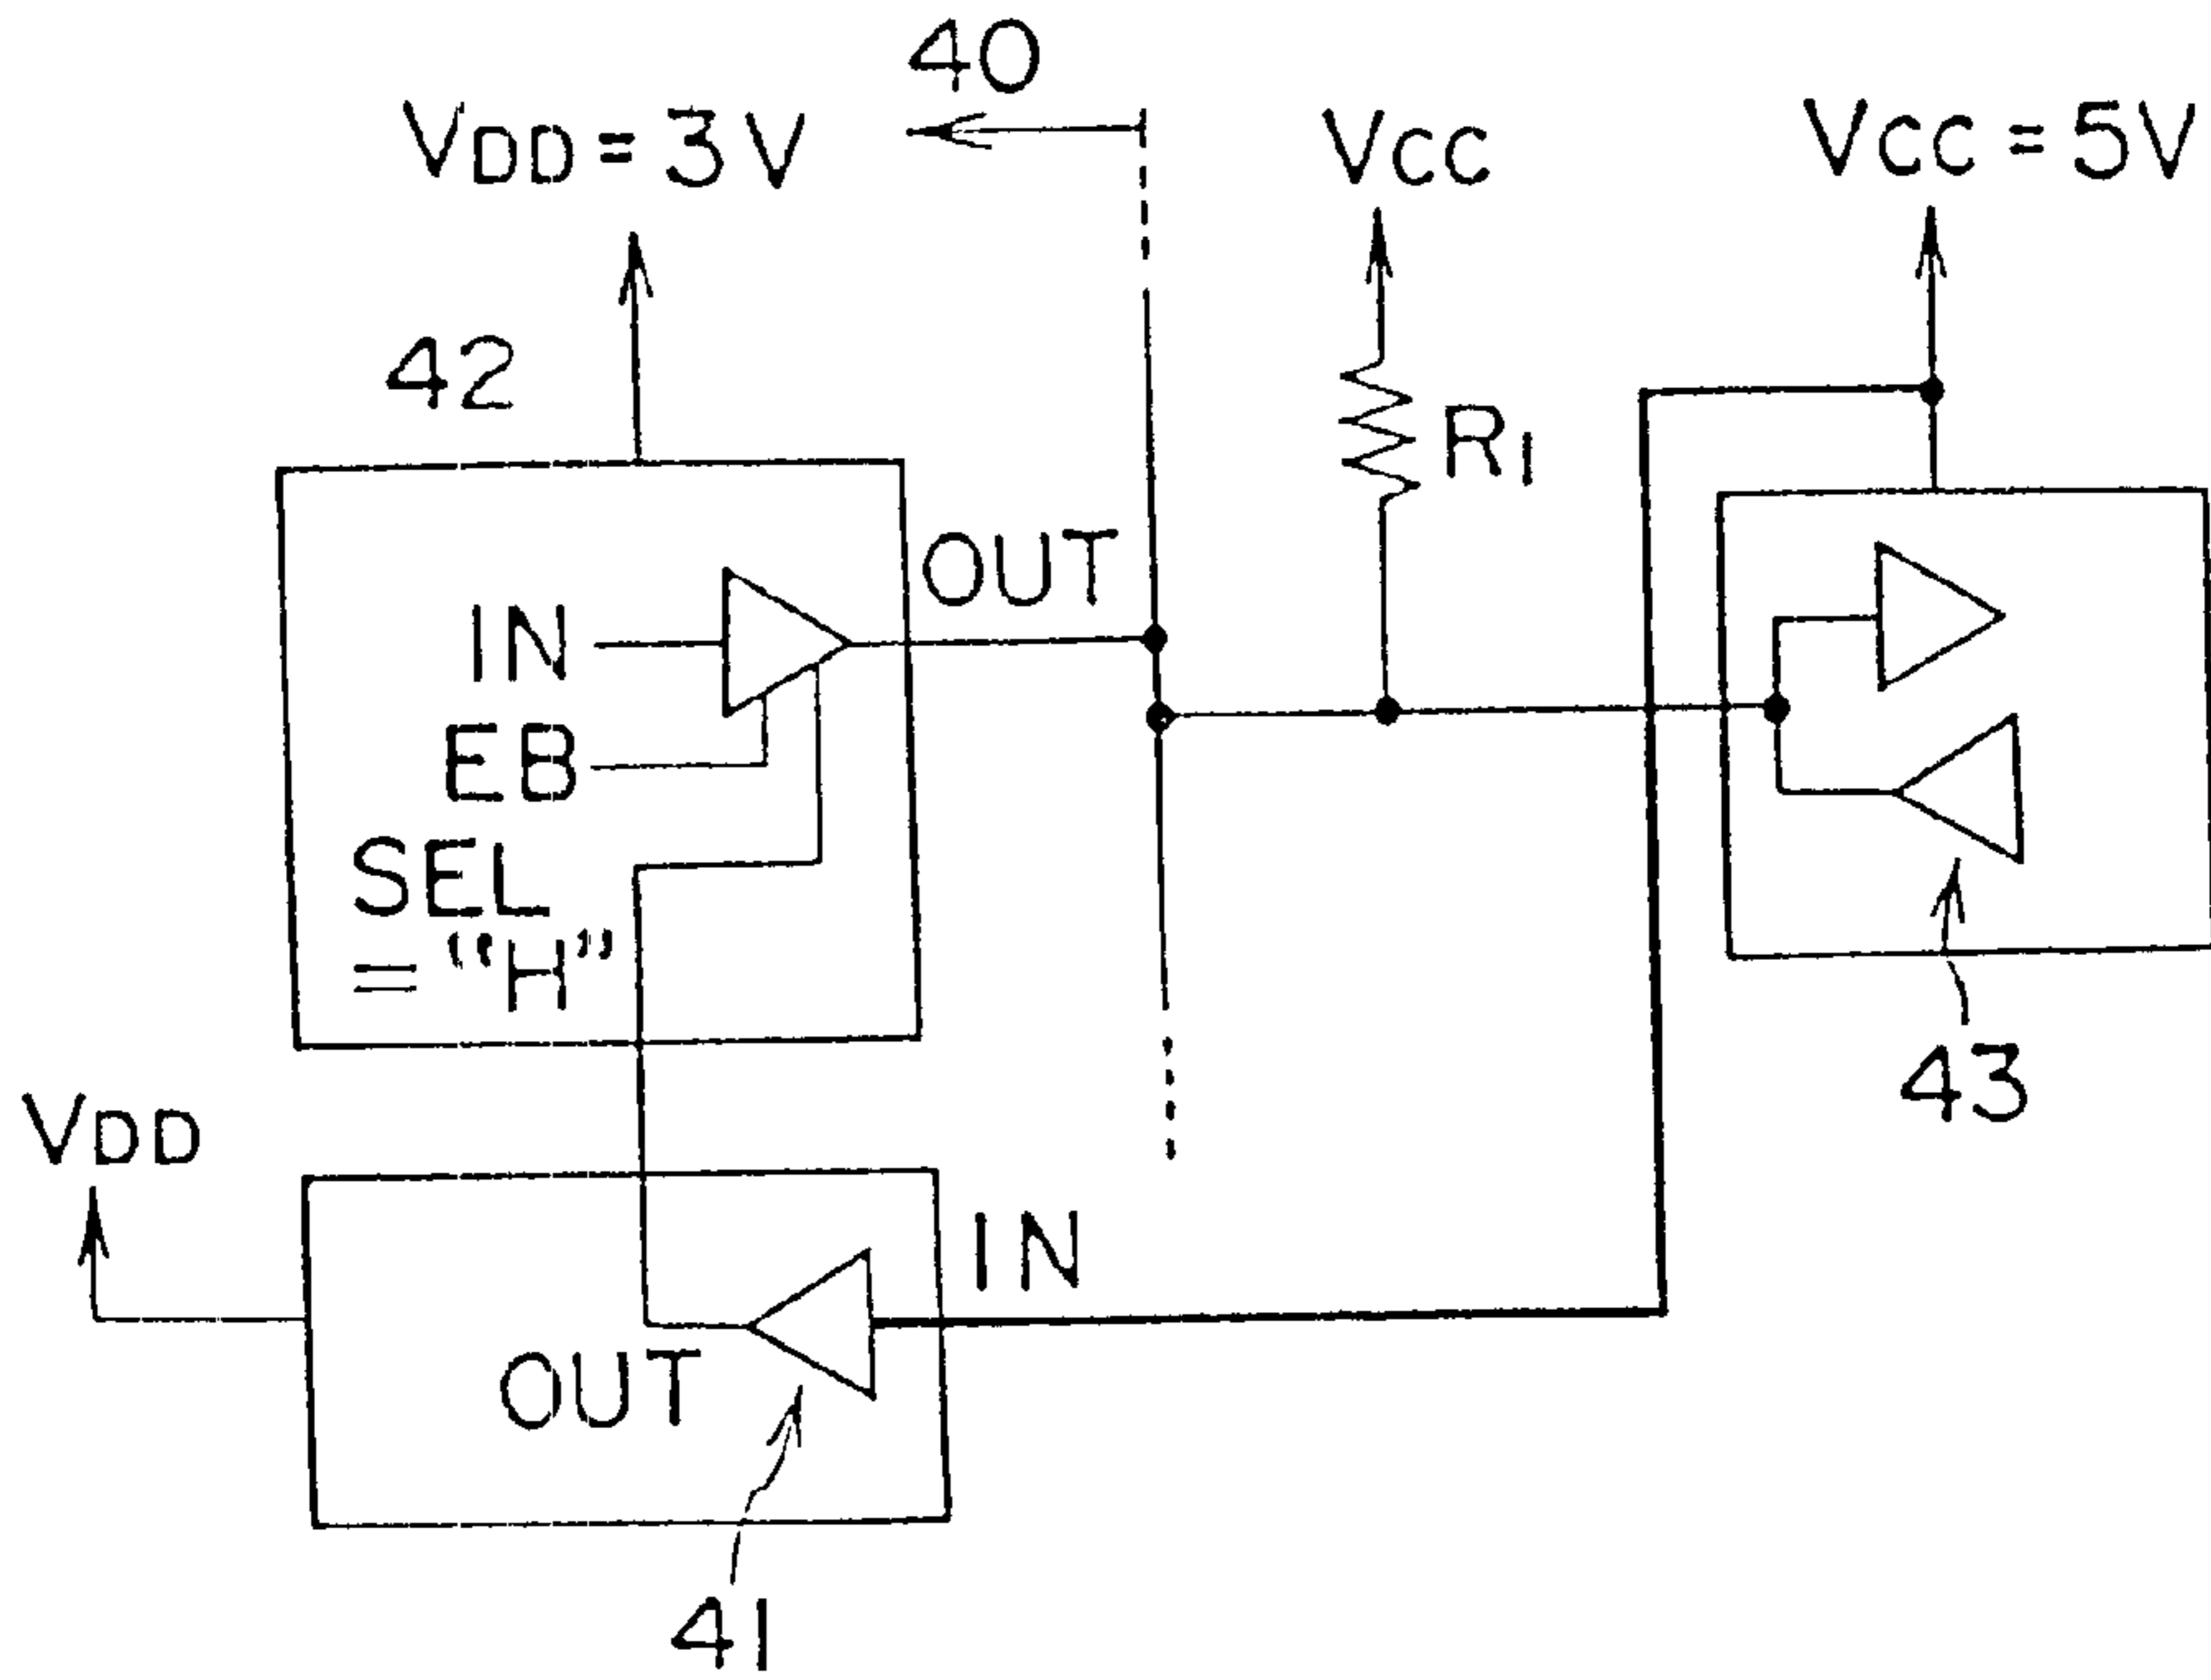 40
VDD = 3V
VCC
VCC = 5V
42
R1
OUT
IN
EB
SEL
= "H"
43
VDD
IN
OUT
41